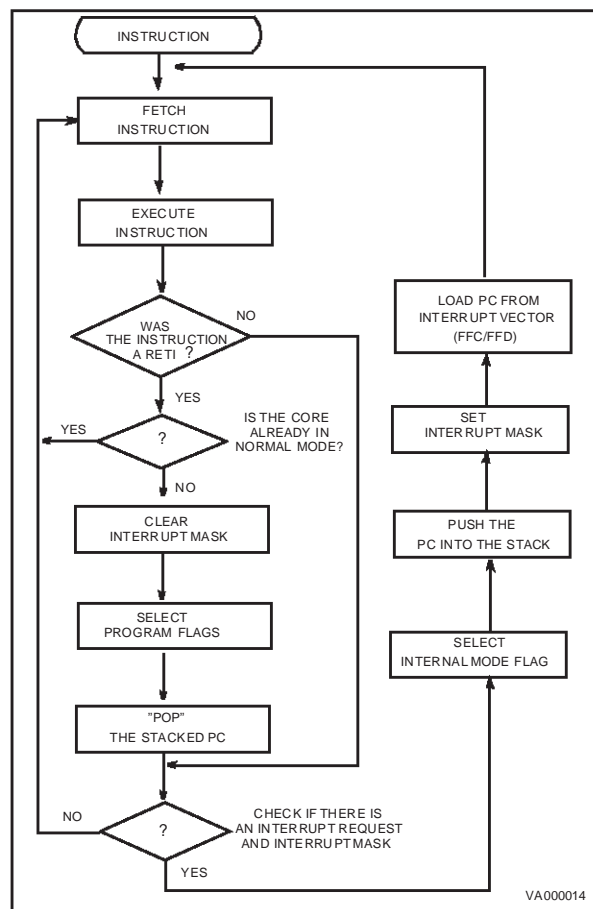 INSTRUCTION
FETCH
INSTRUCTION
EXECUTE
INSTRUCTION
WAS
THE INSTRUCTION
A RETI ?
NO
YES
?
YES
IS THE CORE
ALREADY IN
NORMAL MODE?
NO
CLEAR
INTERRUPT MASK
SELECT
PROGRAM FLAGS
"POP"
THE STACKED PC
?
NO
CHECK IF THERE IS
AN INTERRUPT REQUEST
AND INTERRUPT MASK
YES
SELECT
INTERNAL MODE FLAG
PUSH THE
PC INTO THE STACK
SET
INTERRUPT MASK
LOAD PC FROM
INTERRUPT VECTOR
(FFC/FFD)
VA000014